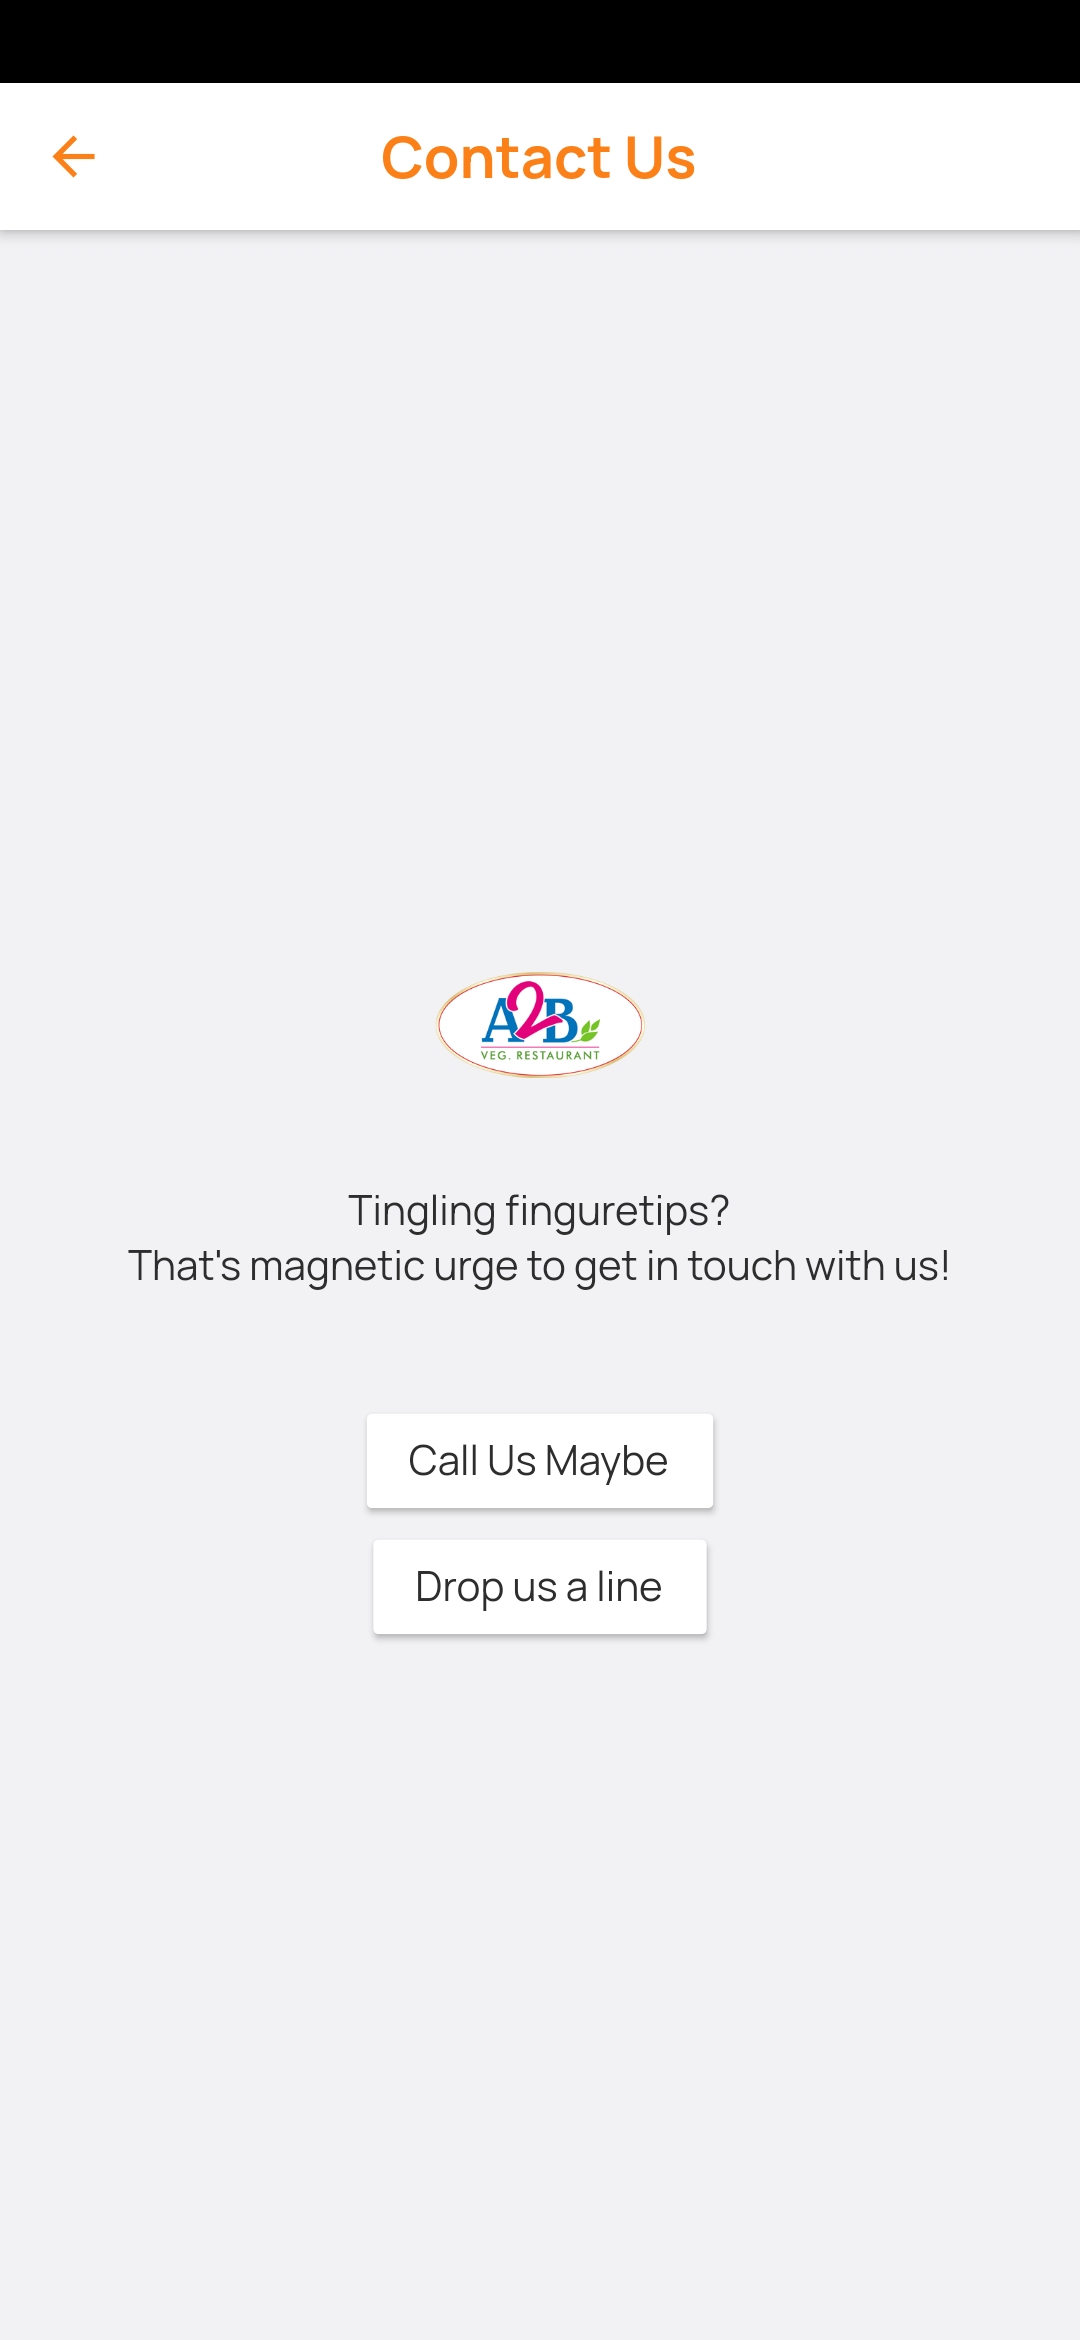 Contact Us
A2B
VEG. RESTAURANT
Tingling finguretips?
That's magnetic urge to get in touch with us!
Call Us Maybe
Drop us a line